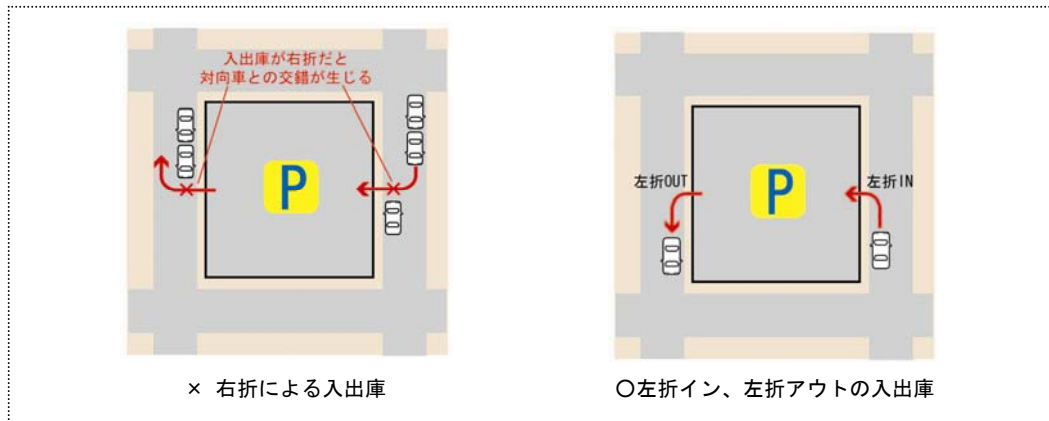 入出庫が右折だと
対向車との交錯が生じる
P
× 右折による入出庫
左折OUT
左折IN
P
〇左折イン、左折アウトの入出庫